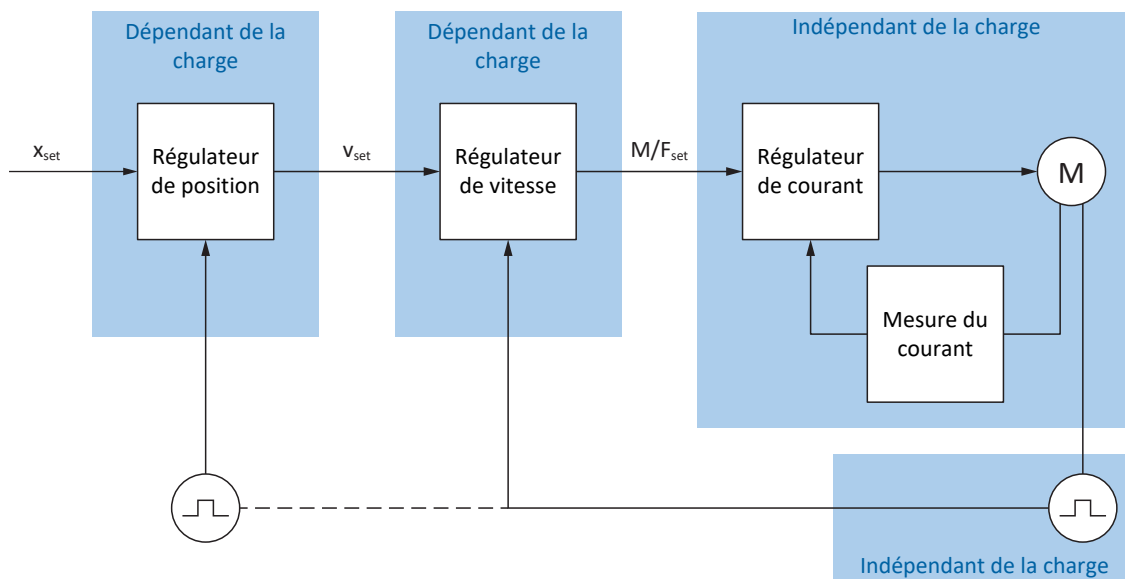 Dépendant de la
charge
Dépendant de la
charge
Indépendant de la charge
xset
Régulateur
de position
vset
Régulateur
de vitesse
M/Fset
Régulateur
de courant
M
Mesure du
courant
Indépendant de la charge